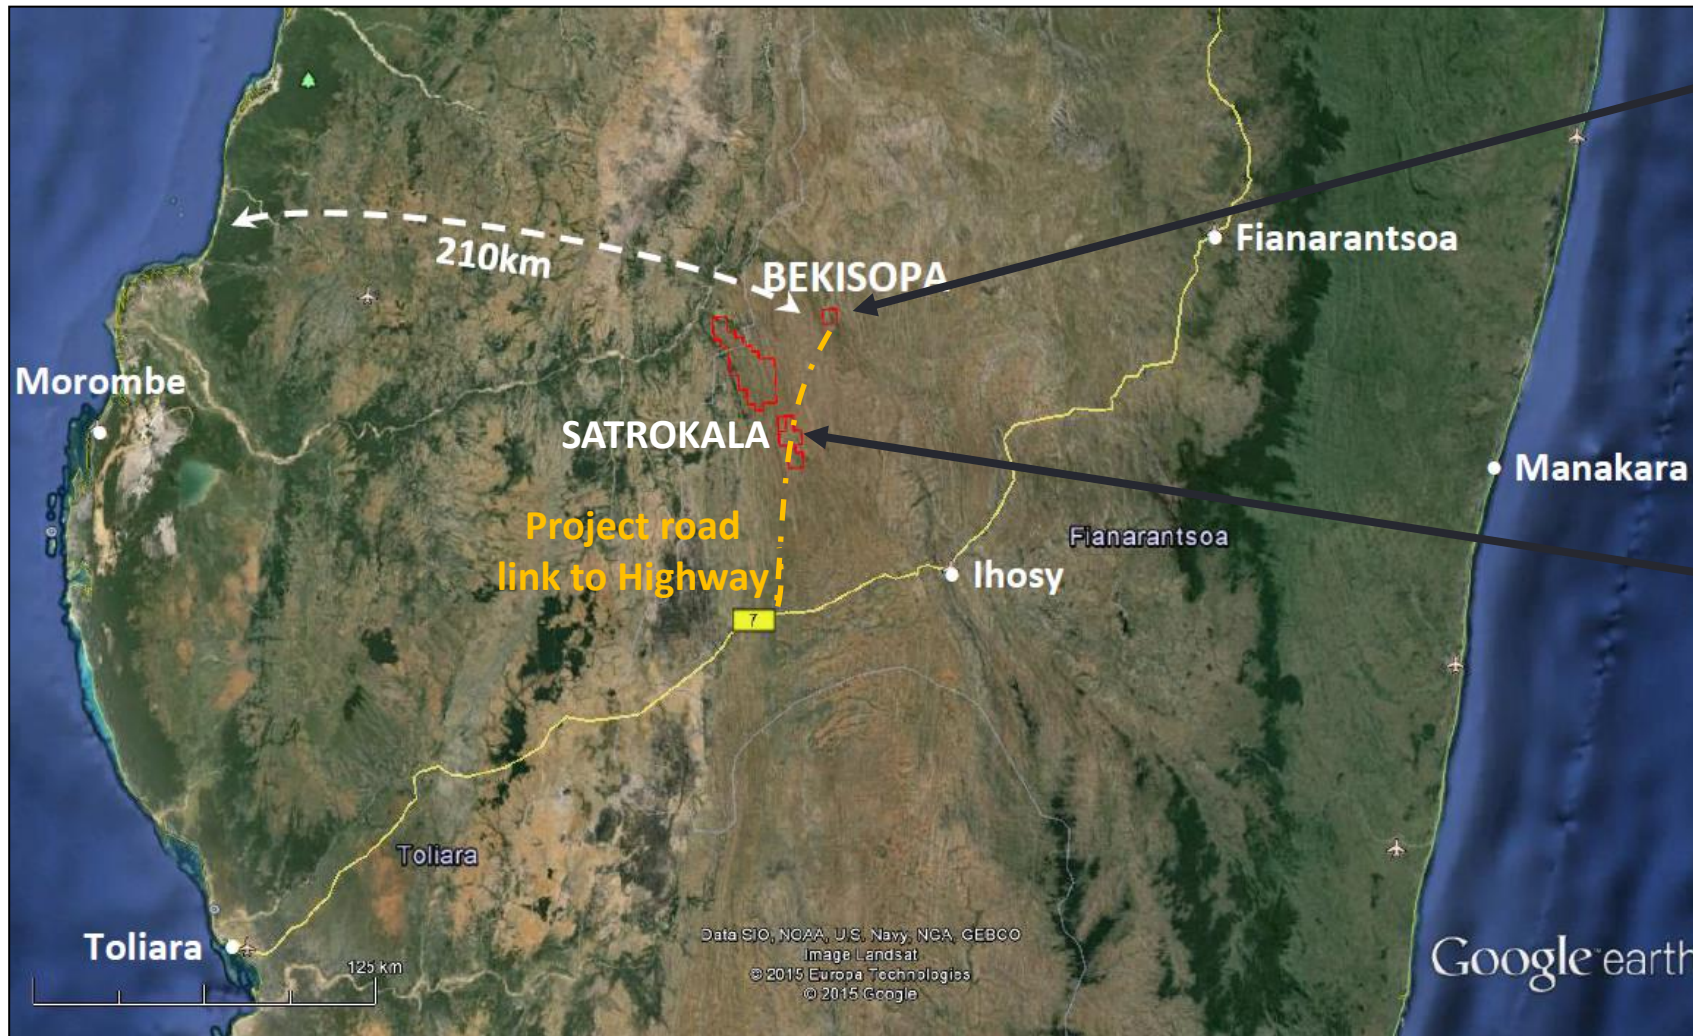 Fianarantsoa
210km
BEKISOPA
Morombe
SATROKALA
Manakara
Project road
link to Highway
Fianarantsoa
Ihosy
7
Toliara
Toliara
125 km
Data SIO, NOAA, U.S. Navy, NGA, GEBCO
Image Landsat
© 2015 Europa Technologies
© 2015 Google
Google earth